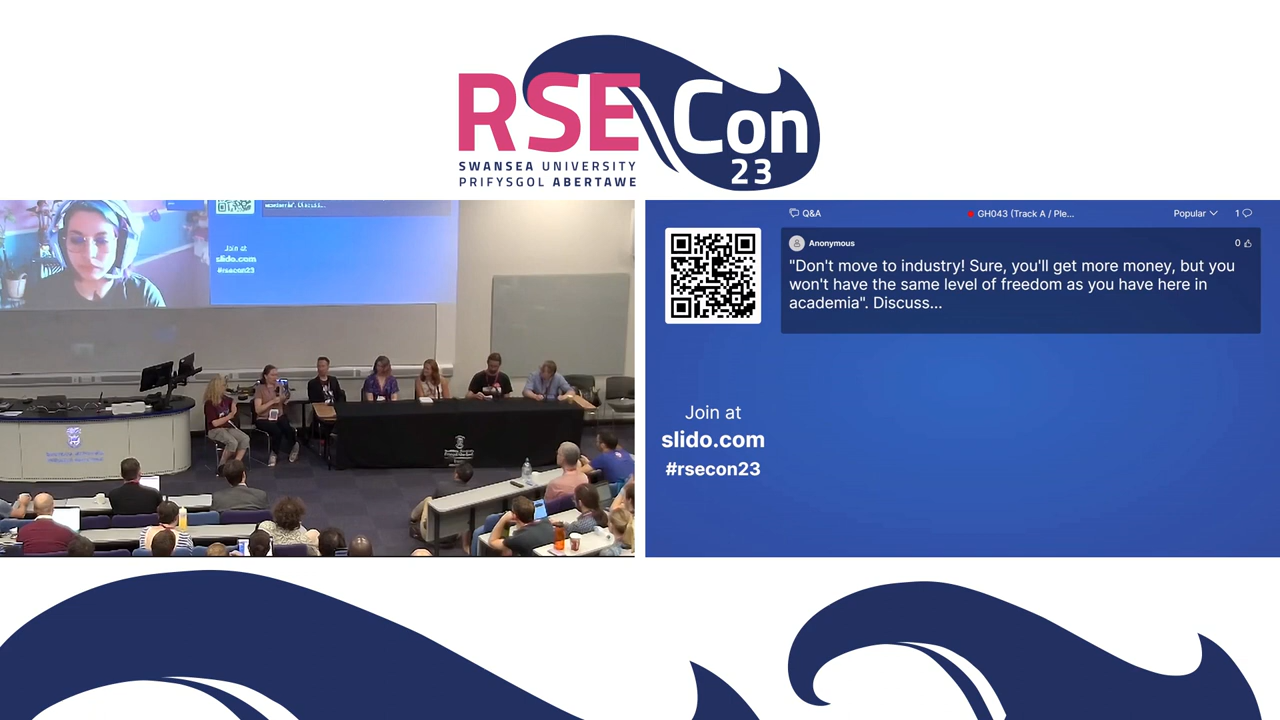 RSE Con
23
SWANSEA UNIVERSITY
PRIFYSGOL ABERTAWE
Join at
slido.com
#rsecon23
Q&A
GH043 (Track A / Ple...
Popular
1
Anonymous
0
"Don't move to industry! Sure, you'll get more money, but you
won't have the same level of freedom as you have here in
academia". Discuss...
Join at
slido.com
#rsecon23